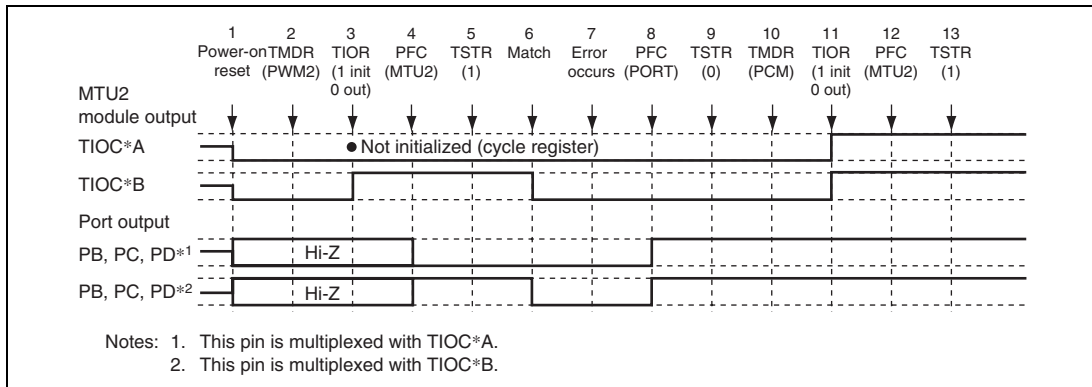 1 2 3 4 5 6 7 8 9 10 11 12 13
Power-on TMDR TIOR PFC TSTR Match Error PFC TSTR TMDR TIOR PFC TSTR
reset (PWM2) (1 init (MTU2) (1) occurs (PORT) (0) (PCM) (1 init (MTU2) (1)
0 out) 0 out)
MTU2
module output
TIOC*A ● Not initialized (cycle register)
TIOC*B
Port output
PB, PC, PD*1 Hi-Z
PB, PC, PD*2 Hi-Z
Notes: 1. This pin is multiplexed with TIOC*A.
2. This pin is multiplexed with TIOC*B.